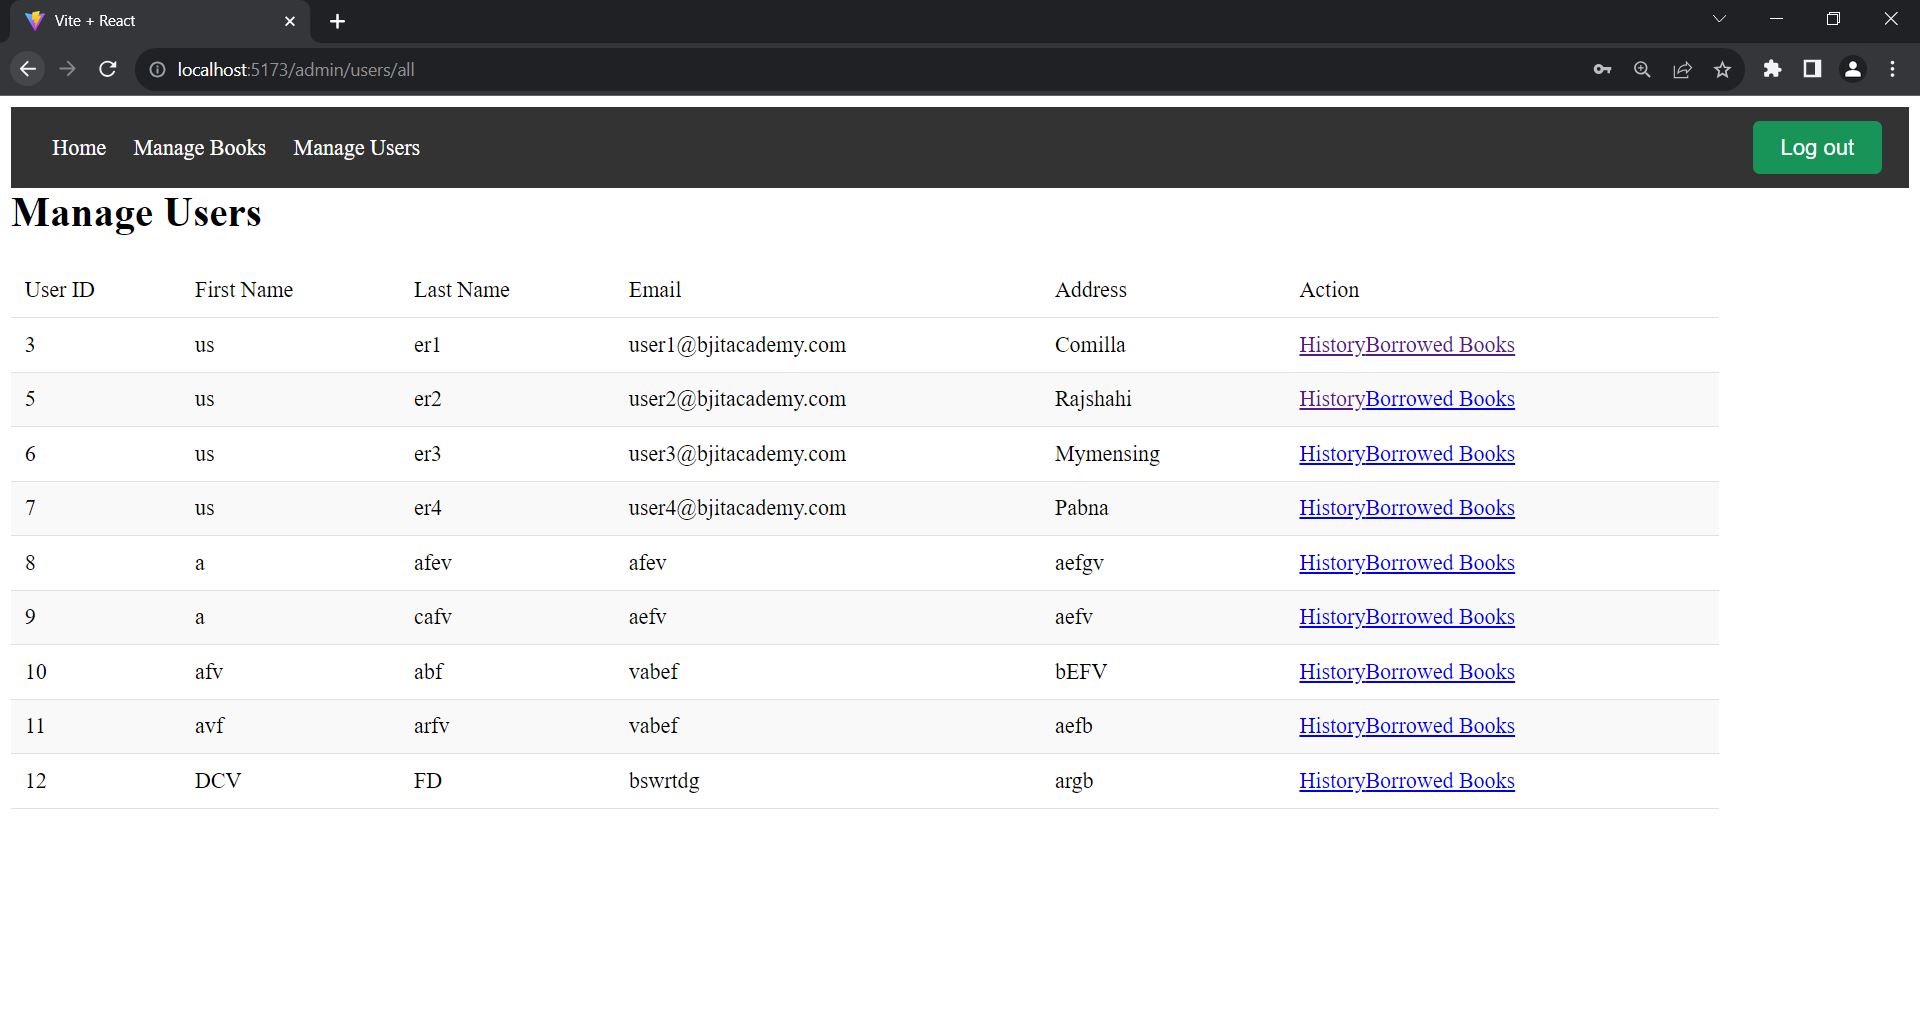 Vite + React
localhost:5173/admin/users/all
Home Manage Books Manage Users Log out
Manage Users
User ID First Name Last Name Email Address Action
3 us er1 user1@bjitacademy.com Comilla HistoryBorrowed Books
5 us er2 user2@bjitacademy.com Rajshahi HistoryBorrowed Books
6 us er3 user3@bjitacademy.com Mymensing HistoryBorrowed Books
7 us er4 user4@bjitacademy.com Pabna HistoryBorrowed Books
8 a afev afev aefgv HistoryBorrowed Books
9 a cafv aefv aefv HistoryBorrowed Books
10 afv abf vabef bEFV HistoryBorrowed Books
11 avf arfv vabef aefb HistoryBorrowed Books
12 DCV FD bswrtdg argb HistoryBorrowed Books